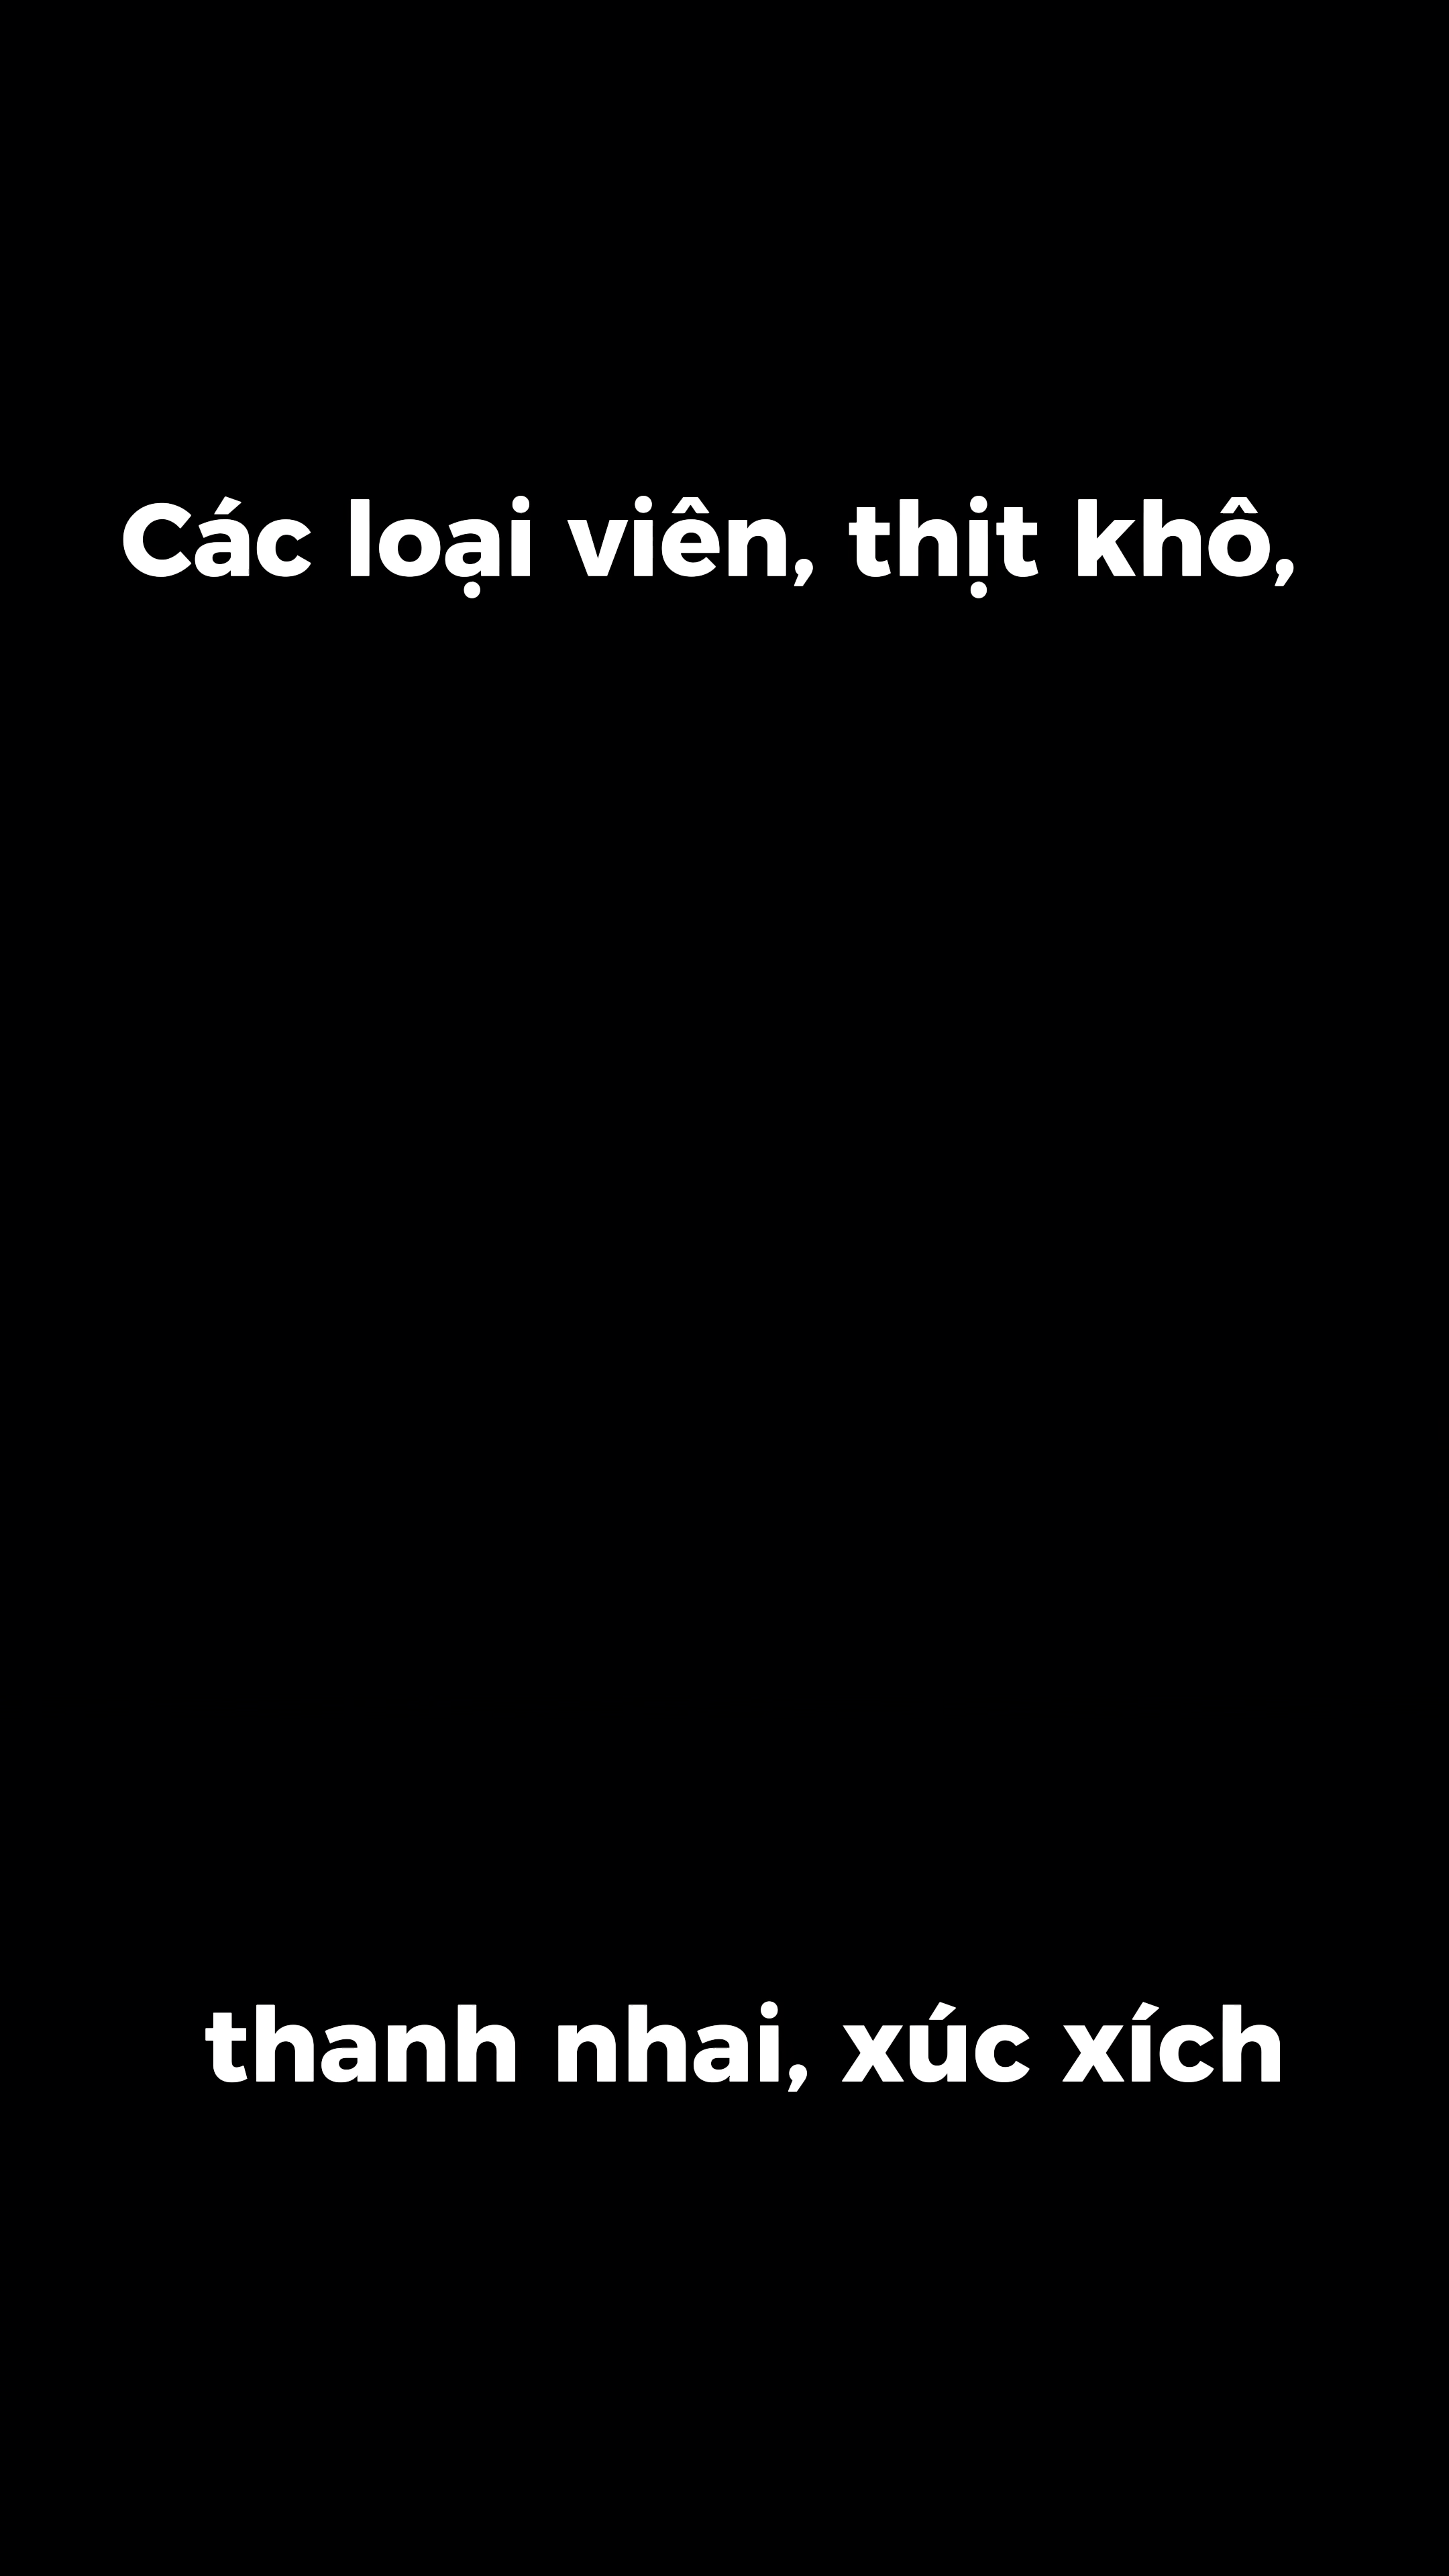 Các loại viên, thịt khô,
thanh nhai, xúc xích